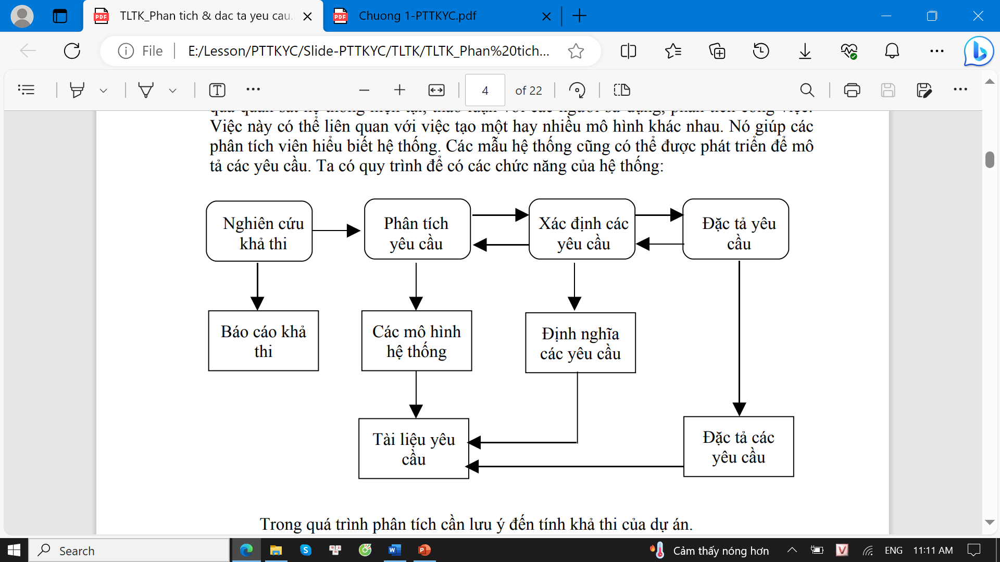 TLTK_Phan tich & dac ta yeu cau.
Chuong 1-PTTKYC.pdf
File
E:/Lesson/PTTKYC/Slide-PTTKYC/TLTK/TLTK_Phan%20tich...
4 of 22
Việc này có thể liên quan với việc tạo một hay nhiều mô hình khác nhau. Nó giúp các
phân tích viên hiểu biết hệ thống. Các mẫu hệ thống cũng có thể được phát triển để mô
tả các yêu cầu. Ta có quy trình để có các chức năng của hệ thống:
Nghiên cứu
khả thi
Phân tích
yêu cầu
Xác định các
yêu cầu
Đặc tả yêu
cầu
Báo cáo khả
thi
Các mô hình
hệ thống
Định nghĩa
các yêu cầu
Tài liệu yêu
cầu
Đặc tả các
yêu cầu
Trong quá trình phân tích cần lưu ý đến tính khả thi của dự án.
Search
Cảm thấy nóng hơn
ENG
11:11 AM